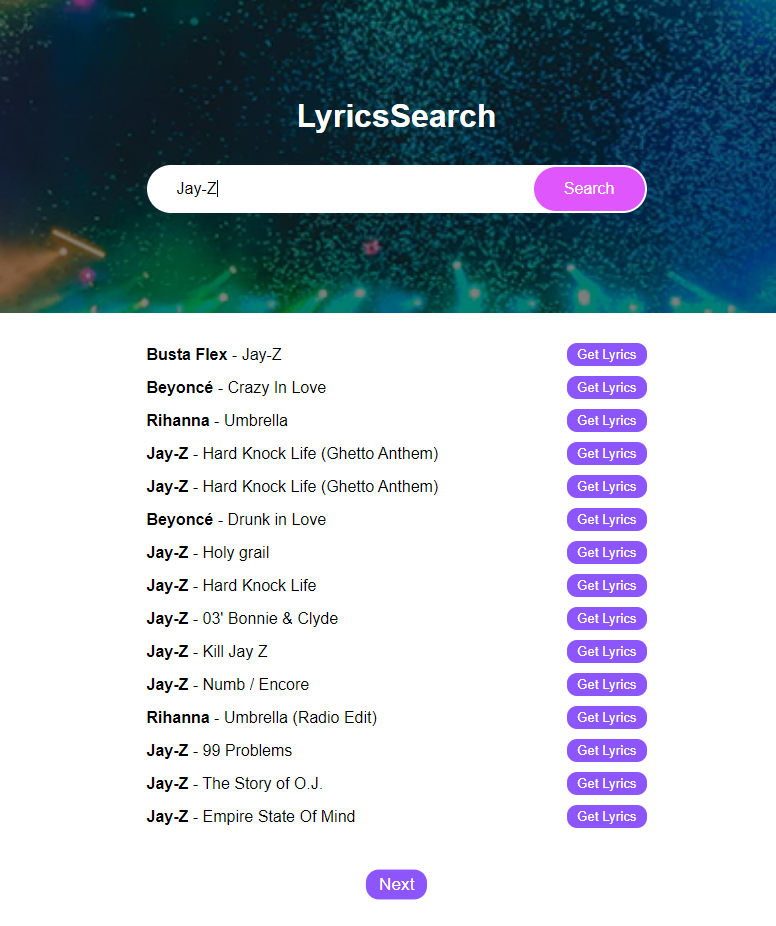 LyricsSearch
Jay-Z Search
Busta Flex - Jay-Z Get Lyrics
Beyoncé - Crazy In Love Get Lyrics
Rihanna - Umbrella Get Lyrics
Jay-Z - Hard Knock Life (Ghetto Anthem) Get Lyrics
Jay-Z - Hard Knock Life (Ghetto Anthem) Get Lyrics
Beyoncé - Drunk in Love Get Lyrics
Jay-Z - Holy grail Get Lyrics
Jay-Z - Hard Knock Life Get Lyrics
Jay-Z - 03' Bonnie & Clyde Get Lyrics
Jay-Z - Kill Jay Z Get Lyrics
Jay-Z - Numb / Encore Get Lyrics
Rihanna - Umbrella (Radio Edit) Get Lyrics
Jay-Z - 99 Problems Get Lyrics
Jay-Z - The Story of O.J. Get Lyrics
Jay-Z - Empire State Of Mind Get Lyrics
Next